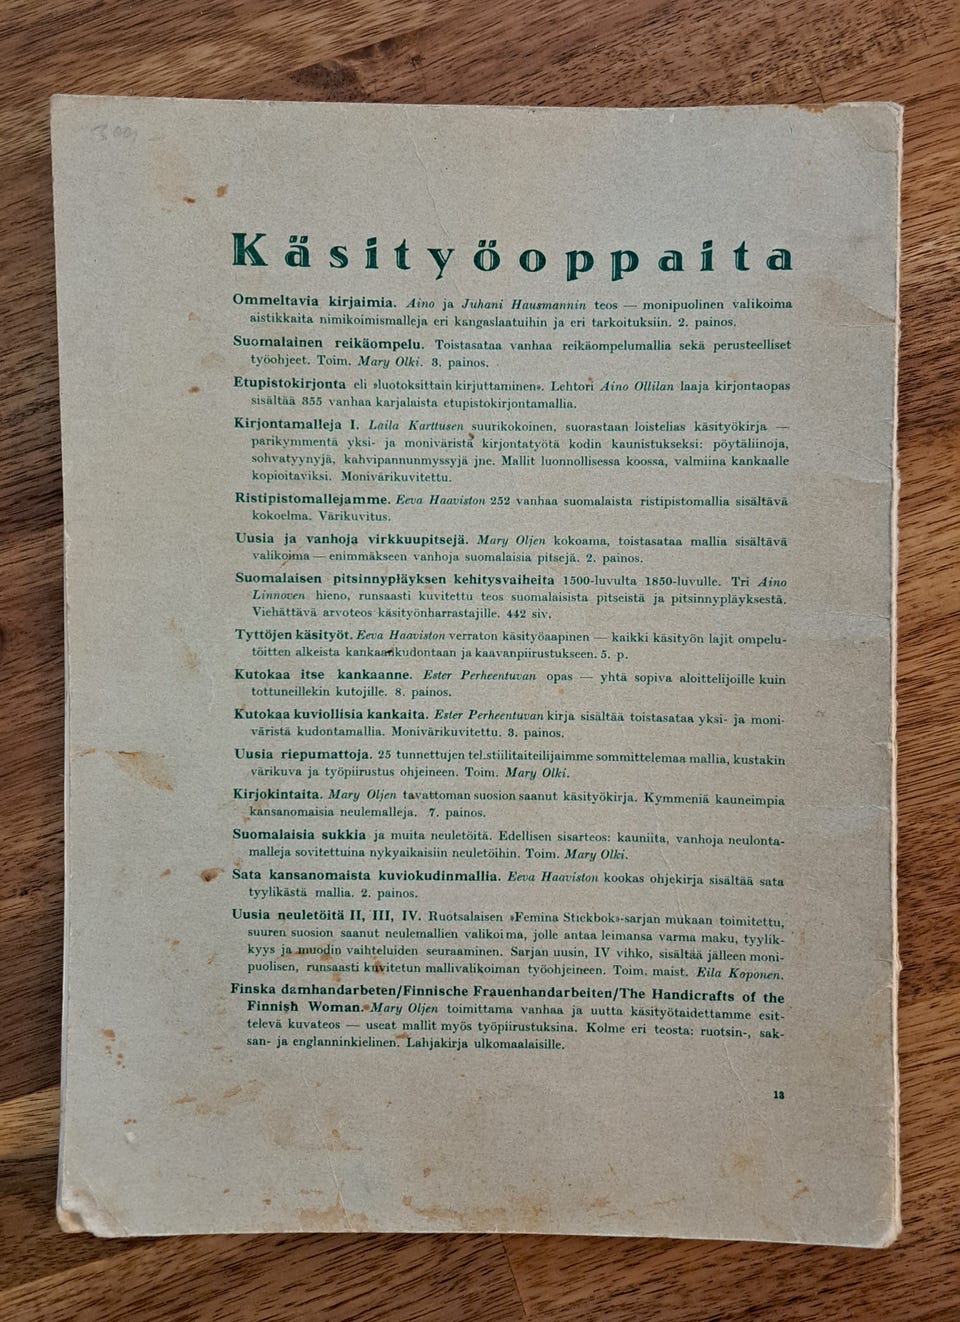 Käsityöoppaita
Ommeltavia kirjaimia. Aino ja Juhani Hausmannin teos — monipuolinen valikoima
aistikkaita nimikoimismalleja eri kangaslaatuihin ja eri tarkoituksiin. 2. painos.
Suomalainen reikäompelu. Toistasataa vanhaa reikäompelumallia sekä perusteelliset
työohjeet. Toim. Mary Olki. 3. painos.
Etupistokirjonta eli »luotoksittain kirjuttaminen». Lehtori Aino Ollilan laaja kirjontaopas
sisältää 355 vanhaa karjalaista etupistokirjontamallia.
Kirjontamalleja I. Laila Karttusen suurikokoinen, suorastaan loistelias käsityökirja —
parikymmentä yksi- ja moniväristä kirjontatyötä kodin kaunistukseksi: pöytäliinoja,
sohvatyynyjä, kahvipannunmyssyjä jne. Mallit luonnollisessa koossa, valmiina kankaalle
kopioitaviksi. Monivärikuvitettu.
Ristipistomallejamme. Eeva Haaviston 252 vanhaa suomalaista ristipistomallia sisältävä
kokoelma. Värikuvitus.
Uusia ja vanhoja virkkuupitsejä. Mary Oljen kokoama, toistasataa mallia sisältävä
valikoima — enimmäkseen vanhoja suomalaisia pitsejä. 2. painos.
Suomalaisen pitsinnypläyksen kehitysvaiheita 1500-luvulta 1850-luvulle. Tri Aino
Linnoven hieno, runsaasti kuvitettu teos suomalaisista pitseistä ja pitsinnypläyksestä.
Viehättävä arvoteos käsityönharrastajille. 442 siv.
Tyttöjen käsityöt. Eeva Haaviston verraton käsityöaapinen — kaikki käsityön lajit ompelu-
töitten alkeista kankaankudontaan ja kaavanpiirustukseen. 5. p.
Kutokaa itse kankaanne. Ester Perheentuvan opas — yhtä sopiva aloittelijoille kuin
tottuneillekin kutojille. 8. painos.
Kutokaa kuviollisia kankaita. Ester Perheentuvan kirja sisältää toistasataa yksi- ja moni-
väristä kudontamallia. Monivärikuvitettu. 3. painos.
Uusia riepumattoja. 25 tunnettujen tekstiilitaiteilijaimme sommittelemaa mallia, kustakin
värikuva ja työpiirustus ohjeineen. Toim. Mary Olki.
Kirjokintaita. Mary Oljen tavattoman suosion saanut käsityökirja. Kymmeniä kauneimpia
kansanomaisia neulemalleja. 7. painos.
Suomalaisia sukkia ja muita neuletöitä. Edellisen sisarteos: kauniita, vanhoja neulonta-
malleja sovitettuina nykyaikaisiin neuletöihin. Toim. Mary Olki.
Sata kansanomaista kuviokudinmallia. Eeva Haaviston kookas ohjekirja sisältää sata
tyylikästä mallia. 2. painos.
Uusia neuletöitä II, III, IV. Ruotsalaisen »Femina Stickbok»-sarjan mukaan toimitettu,
suuren suosion saanut neulemallien valikoima, jolle antaa leimansa varma maku, tyylik-
kyys ja muodin vaihteluiden seuraaminen. Sarjan uusin, IV vihko, sisältää jälleen moni-
puolisen, runsaasti kuvitetun mallivalikoiman työohjeineen. Toim. maist. Eila Koponen.
Finska damhandarbeten/Finnische Frauenhandarbeiten/The Handicrafts of the
Finnish Woman. Mary Oljen toimittama vanhaa ja uutta käsityötaidettamme esit-
televä kuvateos — useat mallit myös työpiirustuksina. Kolme eri teosta: ruotsin-, sak-
san- ja englanninkielinen. Lahjakirja ulkomaalaisille.
13